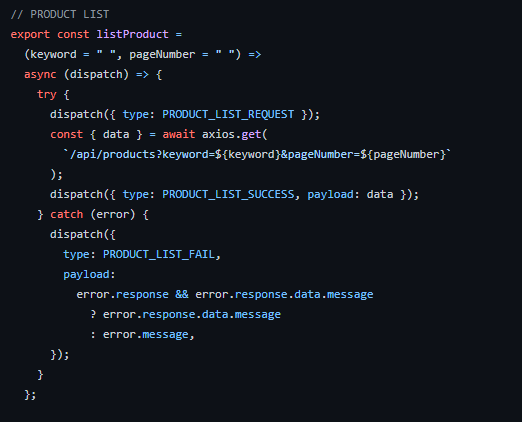 // PRODUCT LIST
export const listProduct =
  (keyword = " ", pageNumber = " ") =>
  async (dispatch) => {
    try {
      dispatch({ type: PRODUCT_LIST_REQUEST });
      const { data } = await axios.get(
        `/api/products?keyword=${keyword}&pageNumber=${pageNumber}`
      );
      dispatch({ type: PRODUCT_LIST_SUCCESS, payload: data });
    } catch (error) {
      dispatch({
        type: PRODUCT_LIST_FAIL,
        payload:
          error.response && error.response.data.message
            ? error.response.data.message
            : error.message,
      });
    }
  };